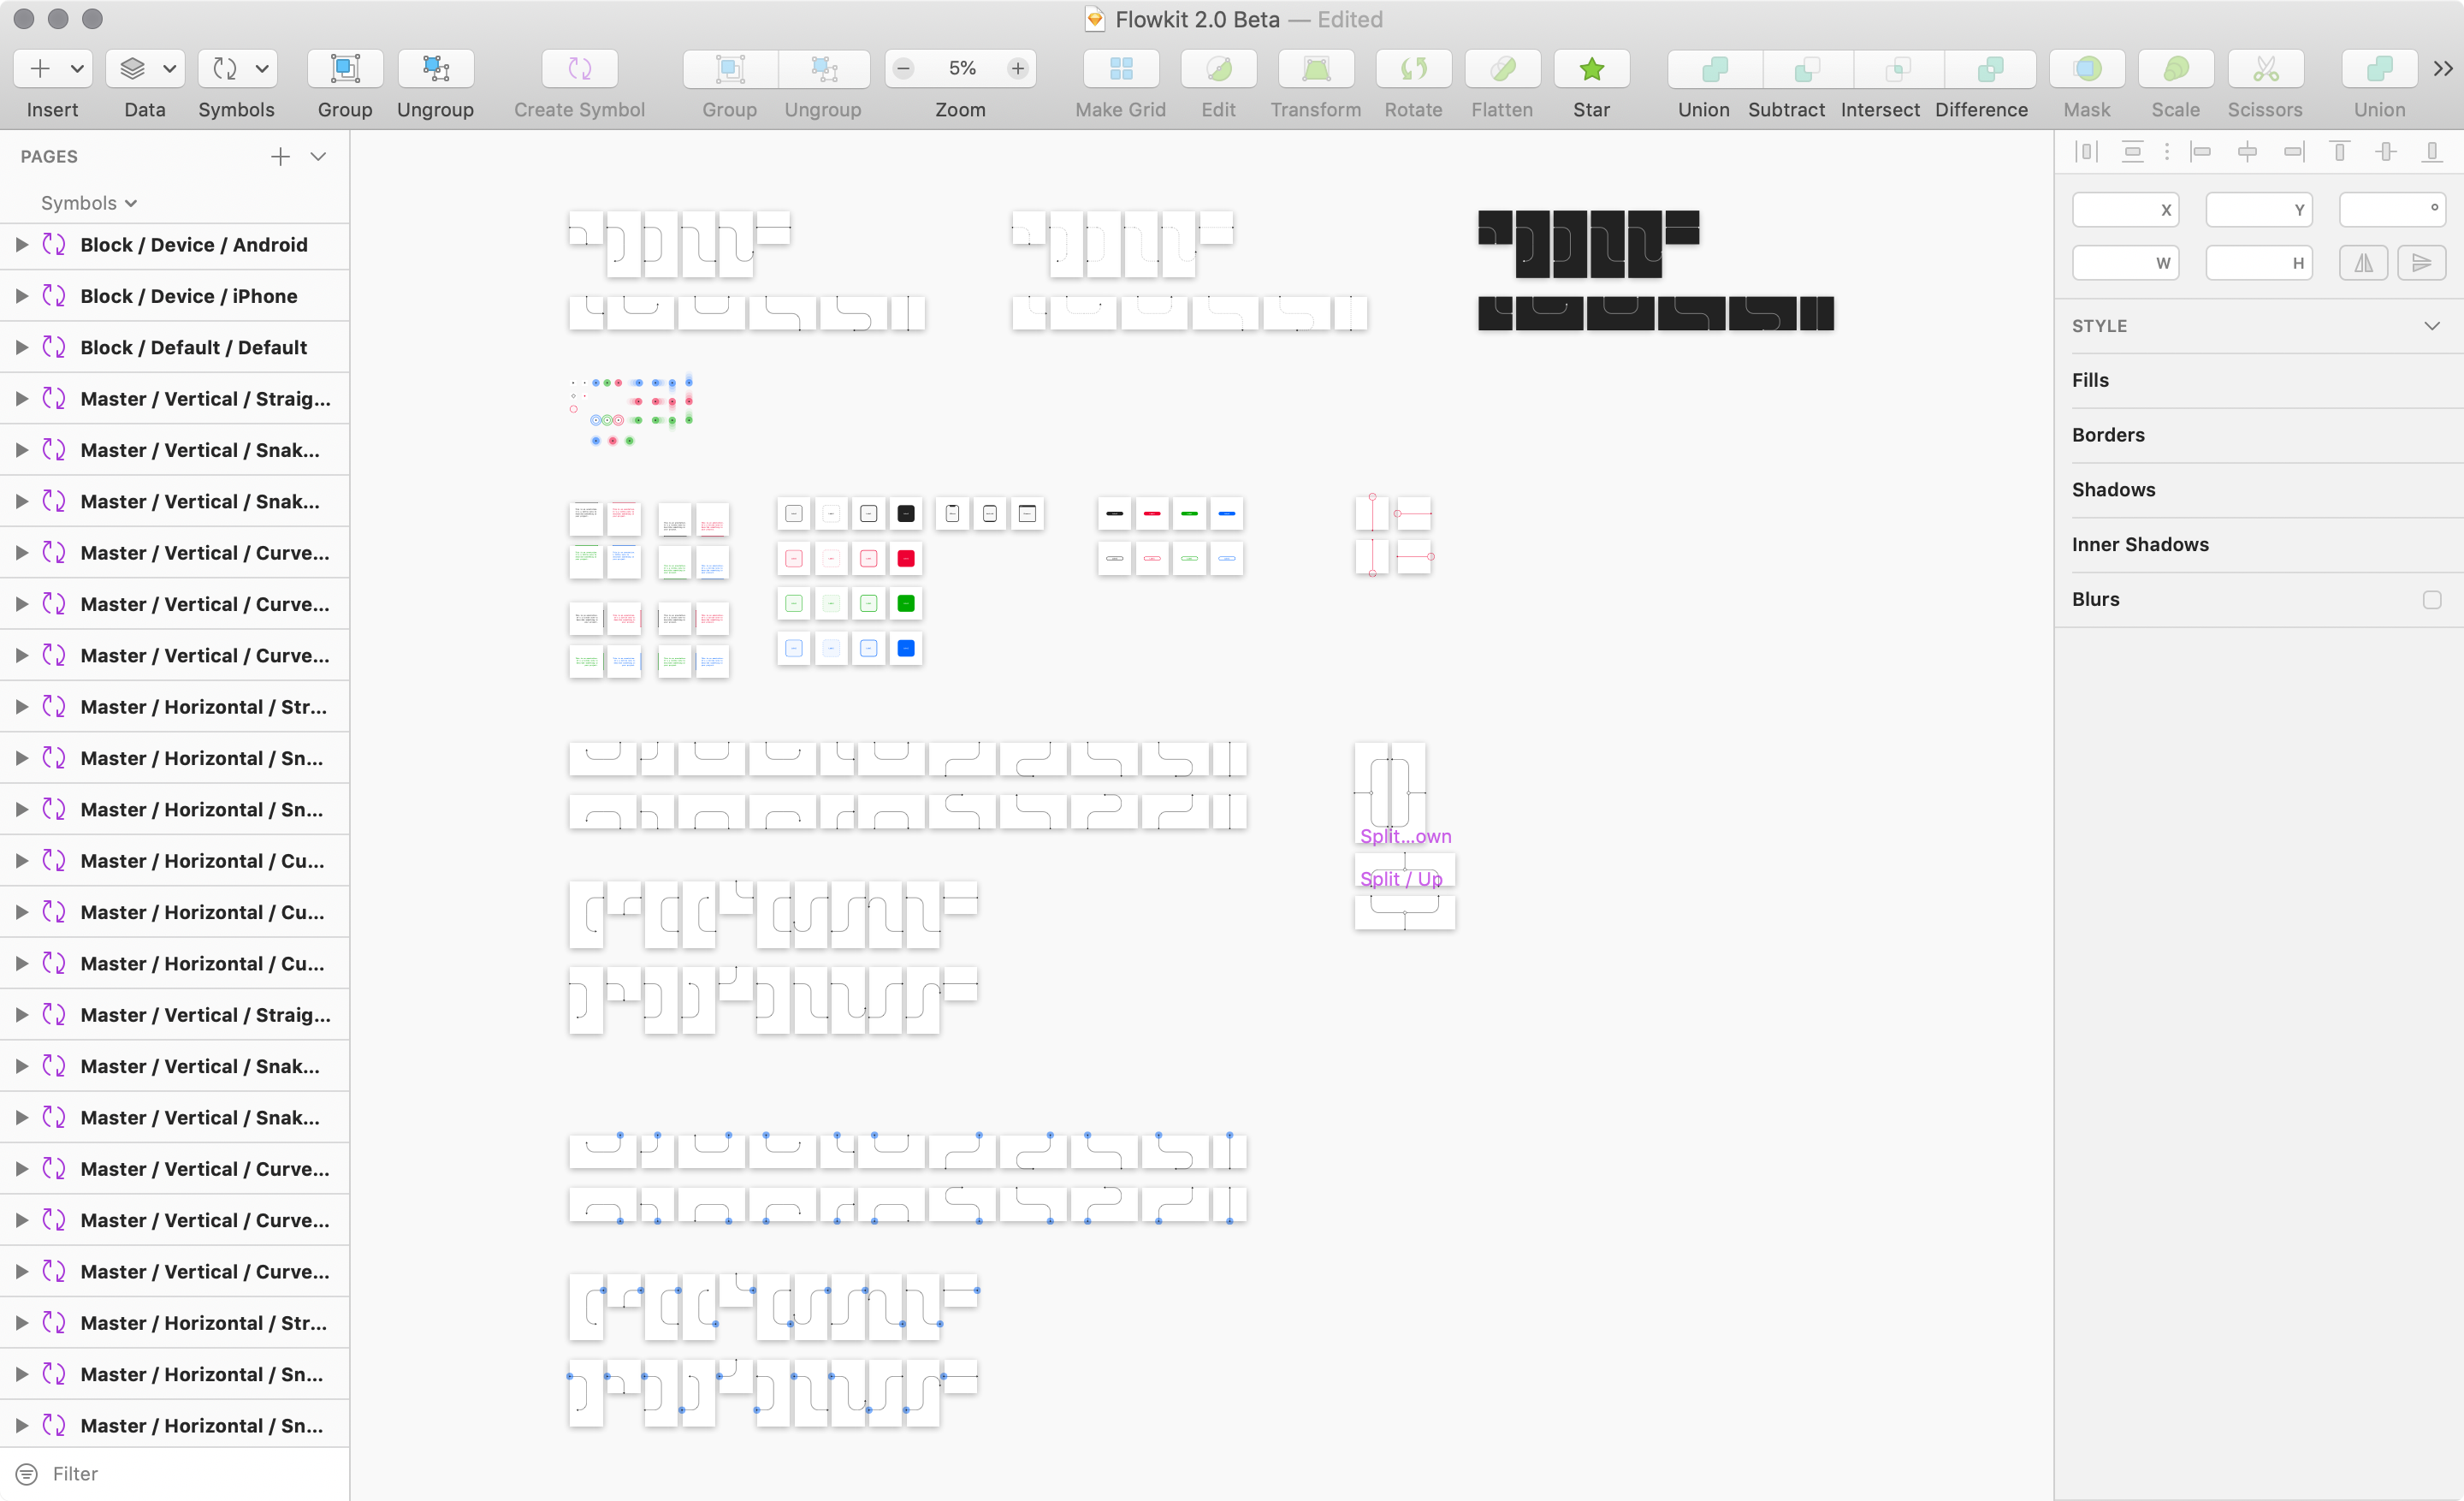 Flowkit 2.0 Beta — Edited
5%
Insert Data Symbols Group Ungroup Create Symbol Group Ungroup Zoom Make Grid Edit Transform Rotate Flatten Star Union Subtract Intersect Difference Mask Scale Scissors Union
PAGES
Symbols
Block / Device / Android
Block / Device / iPhone
Block / Default / Default
Master / Vertical / Straig...
Master / Vertical / Snak...
Master / Vertical / Snak...
Master / Vertical / Curve...
Master / Vertical / Curve...
Master / Vertical / Curve...
Master / Horizontal / Str...
Master / Horizontal / Sn...
Master / Horizontal / Sn...
Master / Horizontal / Cu...
Master / Horizontal / Cu...
Master / Horizontal / Cu...
Master / Vertical / Straig...
Master / Vertical / Snak...
Master / Vertical / Snak...
Master / Vertical / Curve...
Master / Vertical / Curve...
Master / Vertical / Curve...
Master / Horizontal / Str...
Master / Horizontal / Sn...
Master / Horizontal / Sn...
Filter
Split...own
Split / Up
X Y °
W H
STYLE
Fills
Borders
Shadows
Inner Shadows
Blurs